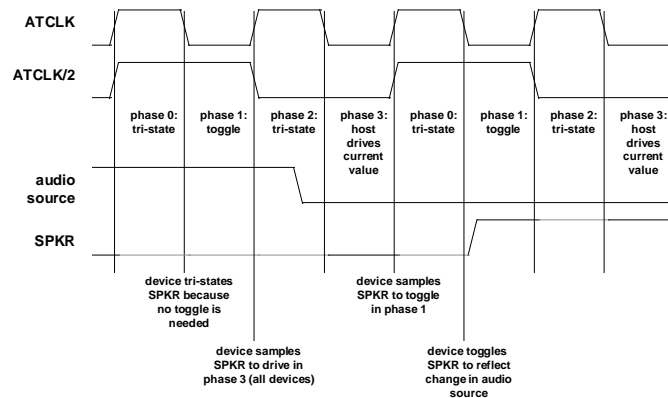 ATCLK
ATCLK/2
phase 0:
tri-state
phase 1:
toggle
phase 2:
tri-state
phase 3:
host
drives
current
value
phase 0:
tri-state
phase 1:
toggle
phase 2:
tri-state
phase 3:
host
drives
current
value
audio
source
SPKR
device tri-states
SPKR because
no toggle is
needed
device samples
SPKR to toggle
in phase 1
device samples
SPKR to drive in
phase 3 (all devices)
device toggles
SPKR to reflect
change in audio
source